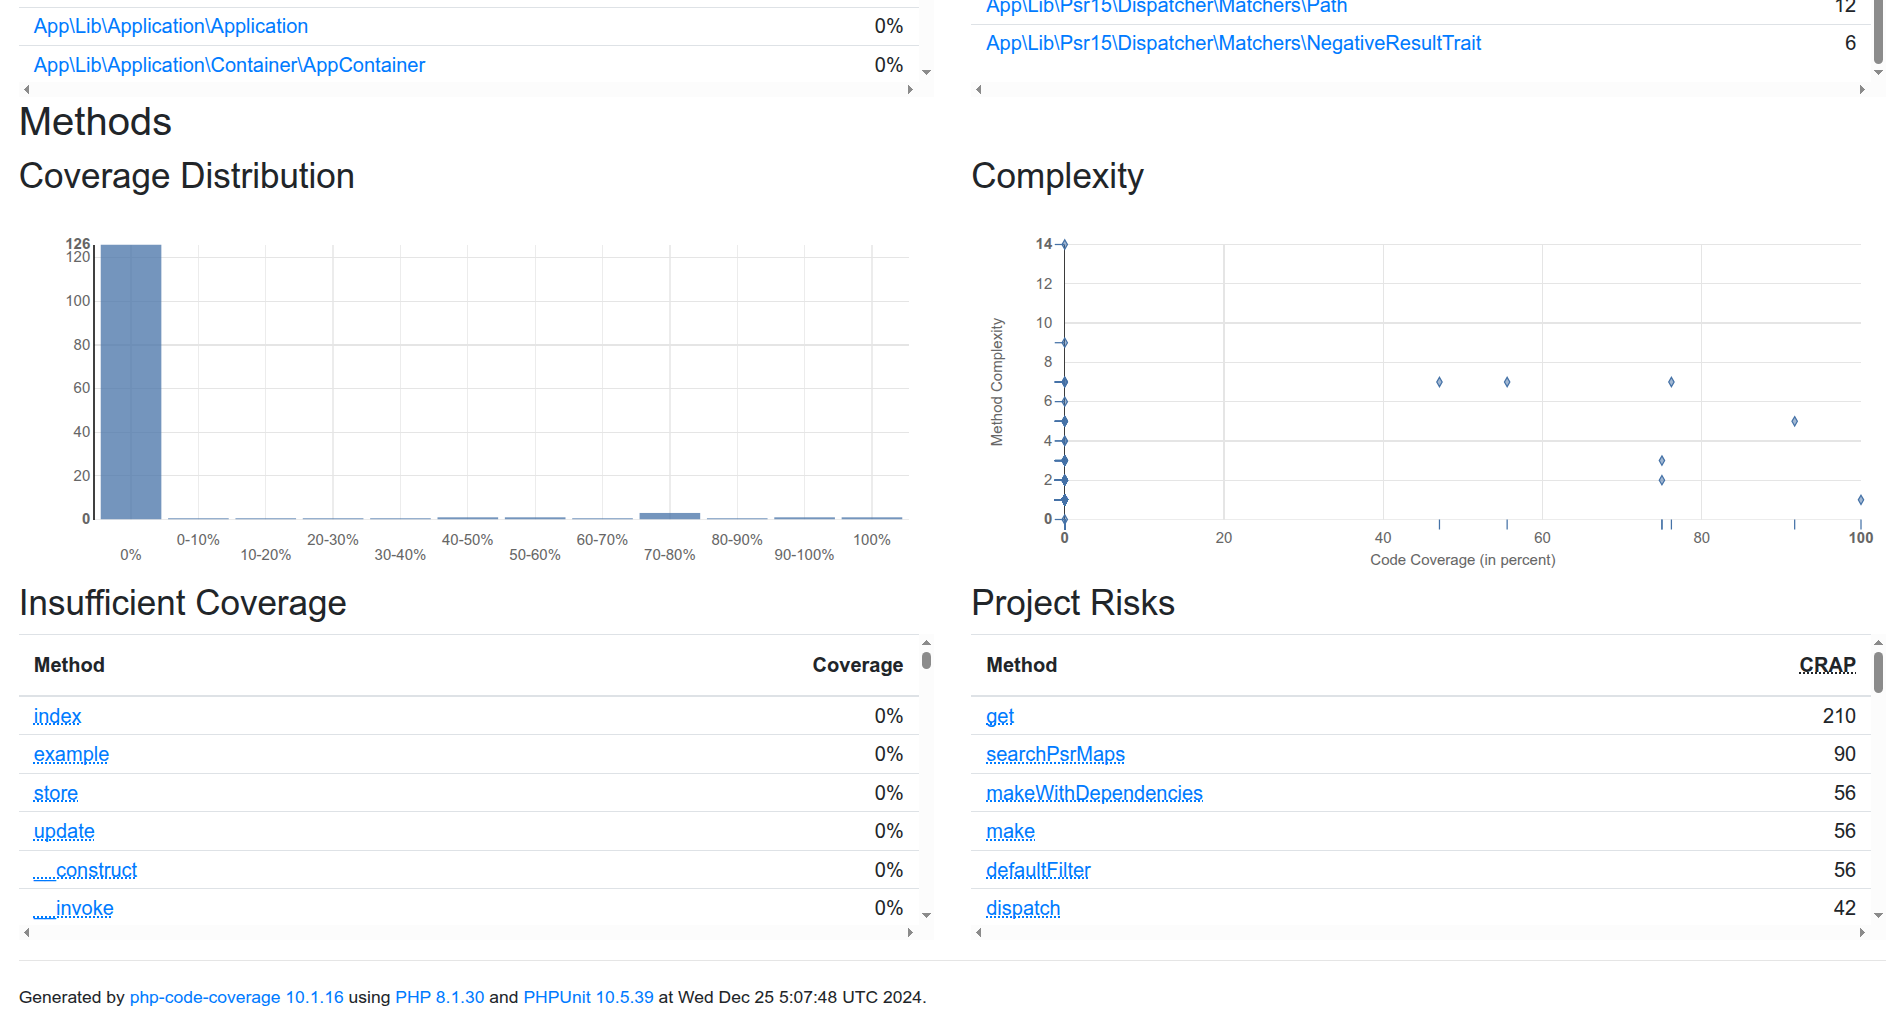 App\Lib\Application\Application 0%
App\Lib\Application\Container\AppContainer 0%
App\Lib\Psr15\Dispatcher\Matchers\Path 12
App\Lib\Psr15\Dispatcher\Matchers\NegativeResultTrait 6
Methods
Coverage Distribution
126
120
100
80
60
40
20
0
0%
0-10%
10-20%
20-30%
30-40%
40-50%
50-60%
60-70%
70-80%
80-90%
90-100%
100%
Complexity
Method Complexity
14
12
10
8
6
4
2
0
0
20
40
60
80
100
Code Coverage (in percent)
Insufficient Coverage
Method Coverage
index 0%
example 0%
store 0%
update 0%
__construct 0%
__invoke 0%
Project Risks
Method CRAP
get 210
searchPsrMaps 90
makeWithDependencies 56
make 56
defaultFilter 56
dispatch 42
Generated by php-code-coverage 10.1.16 using PHP 8.1.30 and PHPUnit 10.5.39 at Wed Dec 25 5:07:48 UTC 2024.